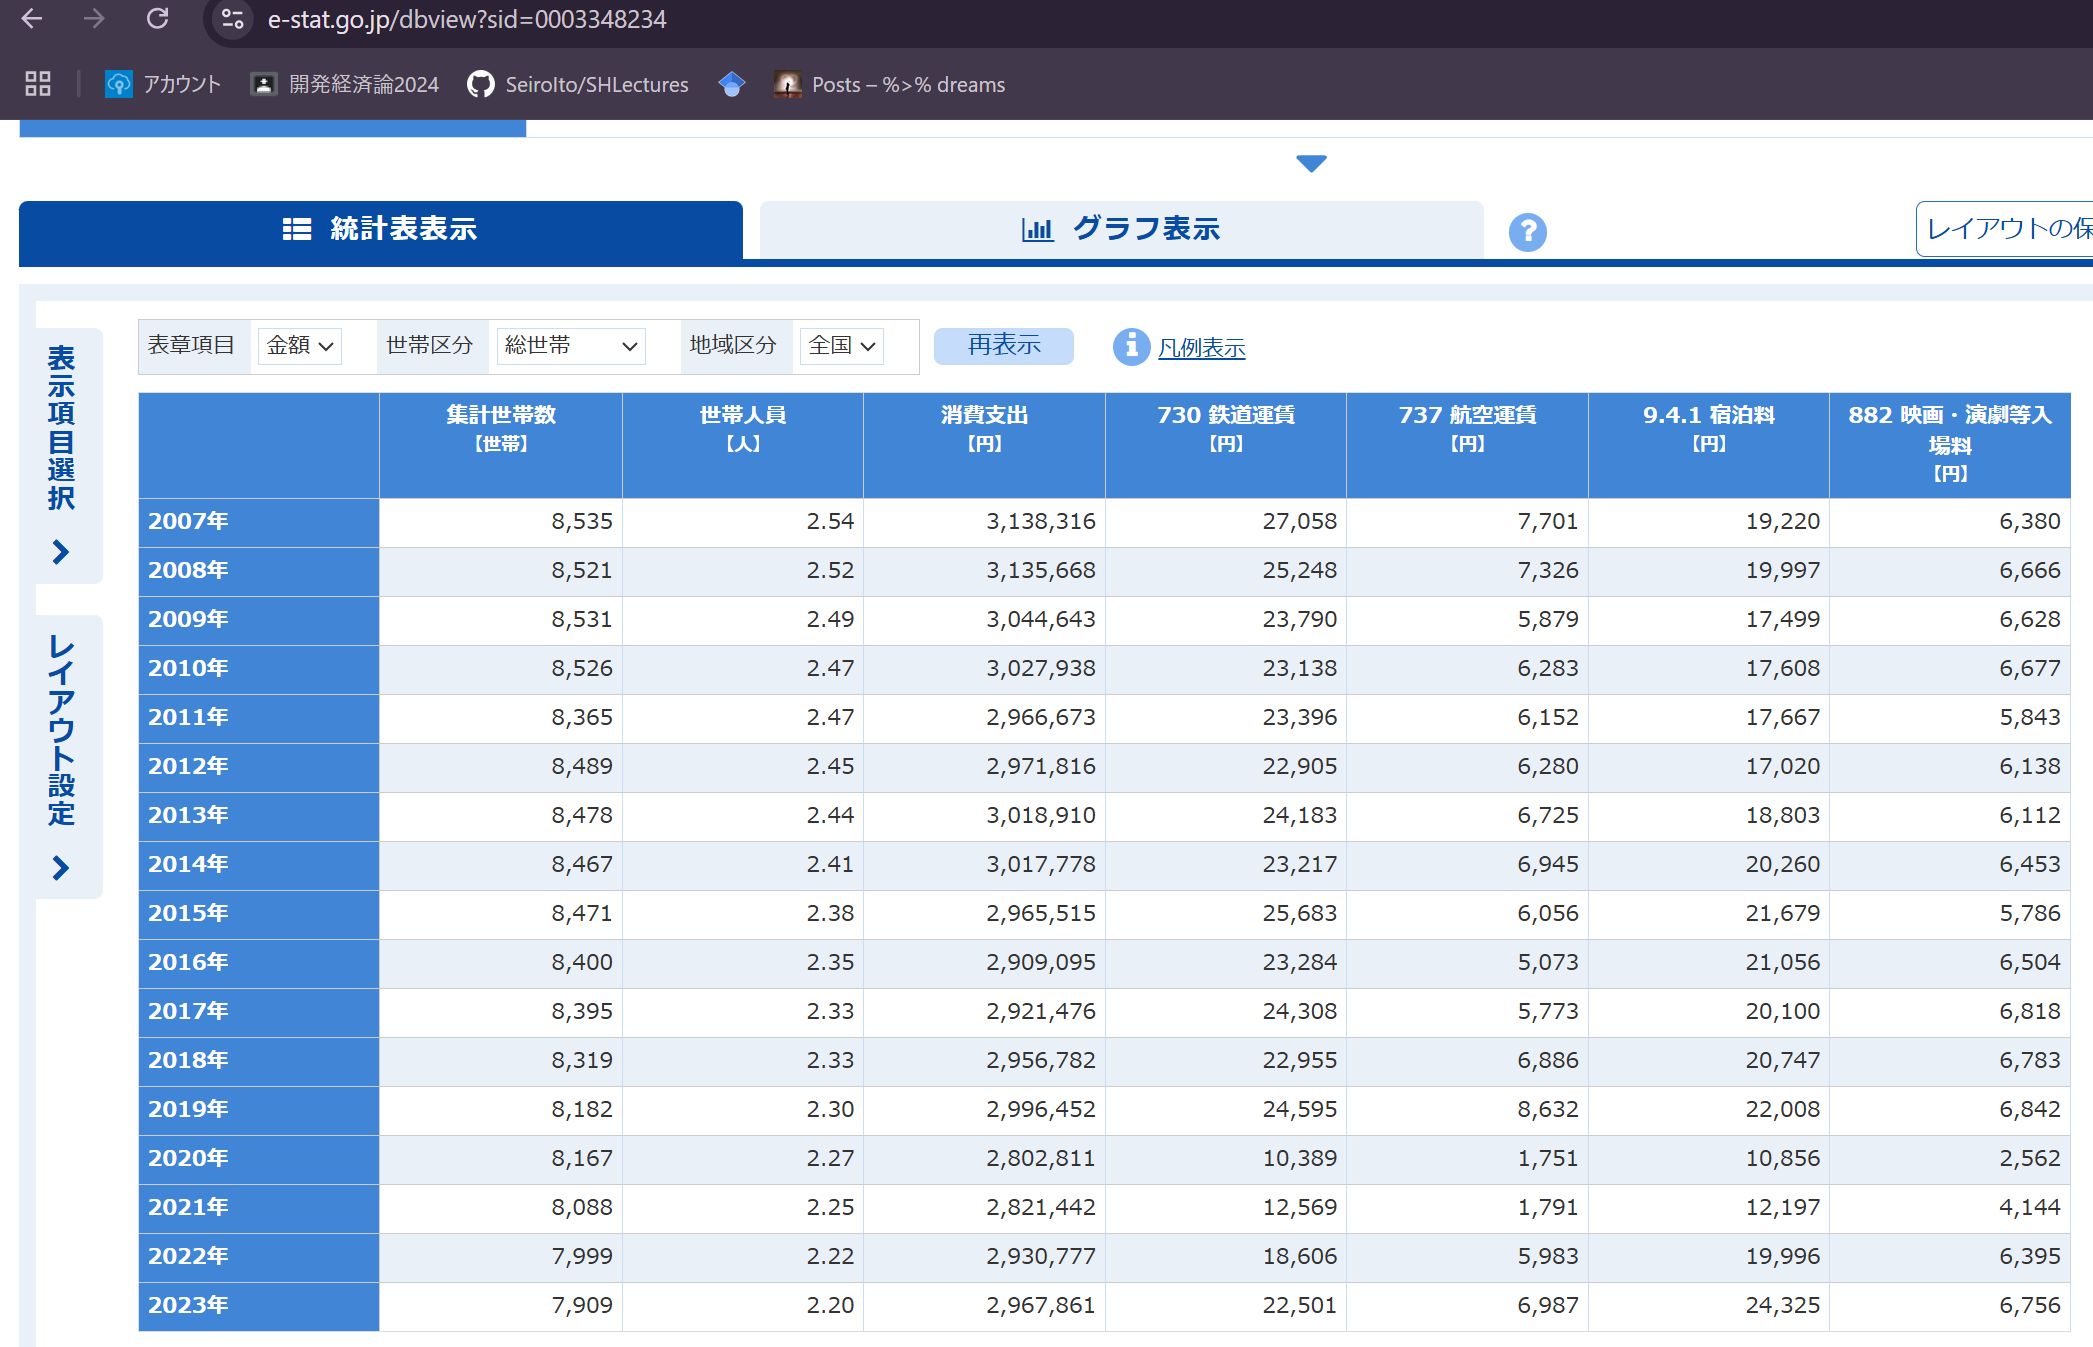 e-stat.go.jp/dbview?sid=0003348234
アカウント 開発経済論2024 SeiroIto/SHLectures Posts – %>% dreams
統計表表示 グラフ表示 ? レイアウトの保
表示項目選択
レイアウト設定
表章項目 金額 世帯区分 総世帯 地域区分 全国 再表示 i 凡例表示
集計世帯数 世帯人員 消費支出 730 鉄道運賃 737 航空運賃 9.4.1 宿泊料 882 映画・演劇等入
場料
【世帯】 【人】 【円】 【円】 【円】 【円】 【円】
2007年 8,535 2.54 3,138,316 27,058 7,701 19,220 6,380
2008年 8,521 2.52 3,135,668 25,248 7,326 19,997 6,666
2009年 8,531 2.49 3,044,643 23,790 5,879 17,499 6,628
2010年 8,526 2.47 3,027,938 23,138 6,283 17,608 6,677
2011年 8,365 2.47 2,966,673 23,396 6,152 17,667 5,843
2012年 8,489 2.45 2,971,816 22,905 6,280 17,020 6,138
2013年 8,478 2.44 3,018,910 24,183 6,725 18,803 6,112
2014年 8,467 2.41 3,017,778 23,217 6,945 20,260 6,453
2015年 8,471 2.38 2,965,515 25,683 6,056 21,679 5,786
2016年 8,400 2.35 2,909,095 23,284 5,073 21,056 6,504
2017年 8,395 2.33 2,921,476 24,308 5,773 20,100 6,818
2018年 8,319 2.33 2,956,782 22,955 6,886 20,747 6,783
2019年 8,182 2.30 2,996,452 24,595 8,632 22,008 6,842
2020年 8,167 2.27 2,802,811 10,389 1,751 10,856 2,562
2021年 8,088 2.25 2,821,442 12,569 1,791 12,197 4,144
2022年 7,999 2.22 2,930,777 18,606 5,983 19,996 6,395
2023年 7,909 2.20 2,967,861 22,501 6,987 24,325 6,756